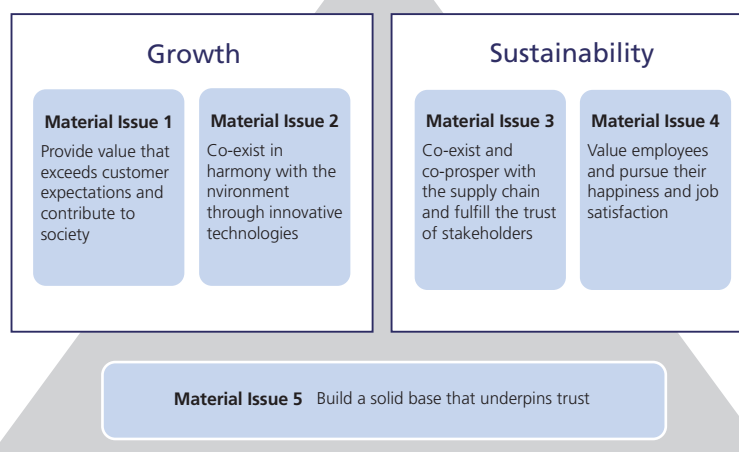 Growth
Material Issue 1
Provide value that
exceeds customer
expectations and
contribute to
society
Material Issue 2
Co-exist in
harmony with the
nvironment
through innovative
technologies
Sustainability
Material Issue 3
Co-exist and
co-prosper with
the supply chain
and fulfill the trust
of stakeholders
Material Issue 4
Value employees
and pursue their
happiness and job
satisfaction
Material Issue 5 Build a solid base that underpins trust